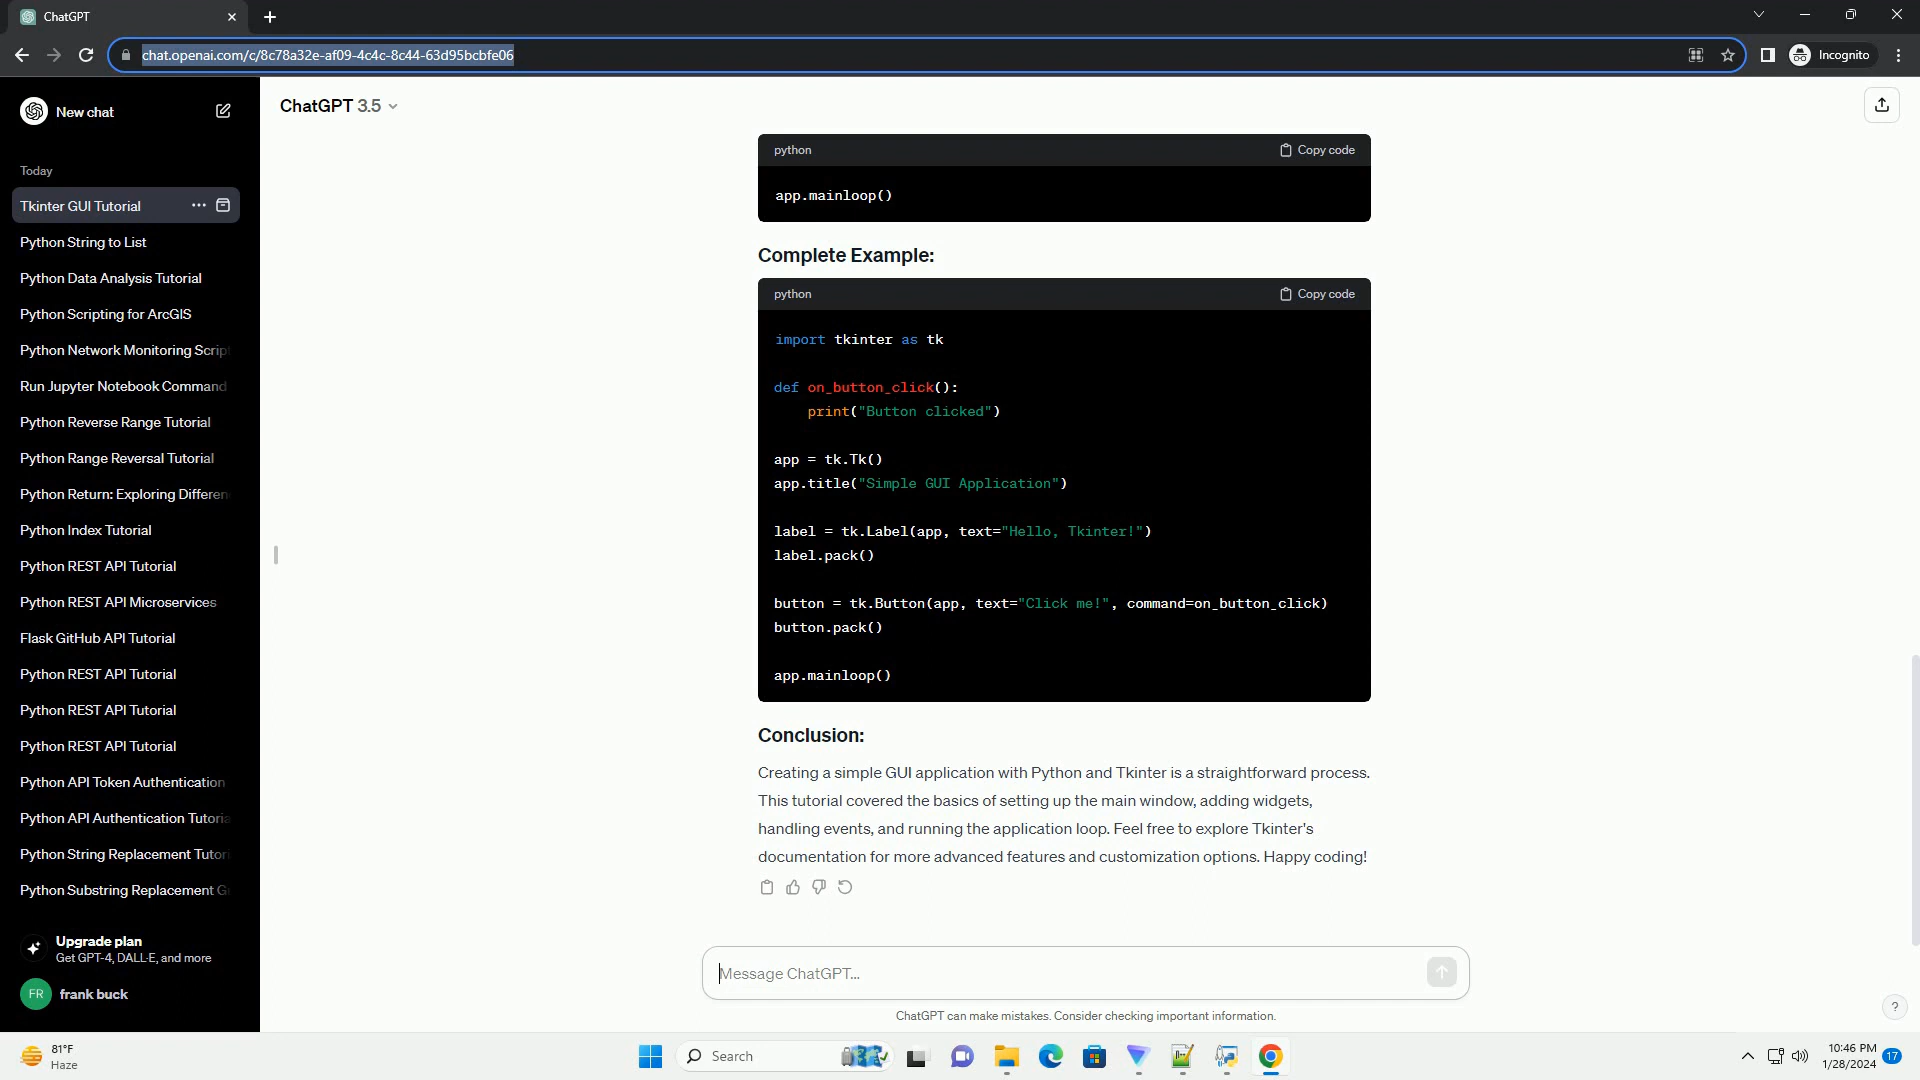 ChatGPT
chat.openai.com/c/8c78a32e-af09-4c4c-8c44-63d95bcbfe06
Incognito
New chat
Today
Tkinter GUI Tutorial
Python String to List
Python Data Analysis Tutorial
Python Scripting for ArcGIS
Python Network Monitoring Scrip
Run Jupyter Notebook Command
Python Reverse Range Tutorial
Python Range Reversal Tutorial
Python Return: Exploring Differen
Python Index Tutorial
Python REST API Tutorial
Python REST API Microservices
Flask GitHub API Tutorial
Python REST API Tutorial
Python REST API Tutorial
Python REST API Tutorial
Python API Token Authentication
Python API Authentication Tutoria
Python String Replacement Tutori
Python Substring Replacement G
Upgrade plan
Get GPT-4, DALL·E, and more
FR
frank buck
ChatGPT 3.5
python
Copy code
app.mainloop()
Complete Example:
python
Copy code
import tkinter as tk
def on_button_click():
print("Button clicked")
app = tk.Tk()
app.title("Simple GUI Application")
label = tk.Label(app, text="Hello, Tkinter!")
label.pack()
button = tk.Button(app, text="Click me!", command=on_button_click)
button.pack()
app.mainloop()
Conclusion:
Creating a simple GUI application with Python and Tkinter is a straightforward process.
This tutorial covered the basics of setting up the main window, adding widgets,
handling events, and running the application loop. Feel free to explore Tkinter's
documentation for more advanced features and customization options. Happy coding!
Message ChatGPT...
ChatGPT can make mistakes. Consider checking important information.
?
81°F
Haze
Search
10:46 PM
1/28/2024
17